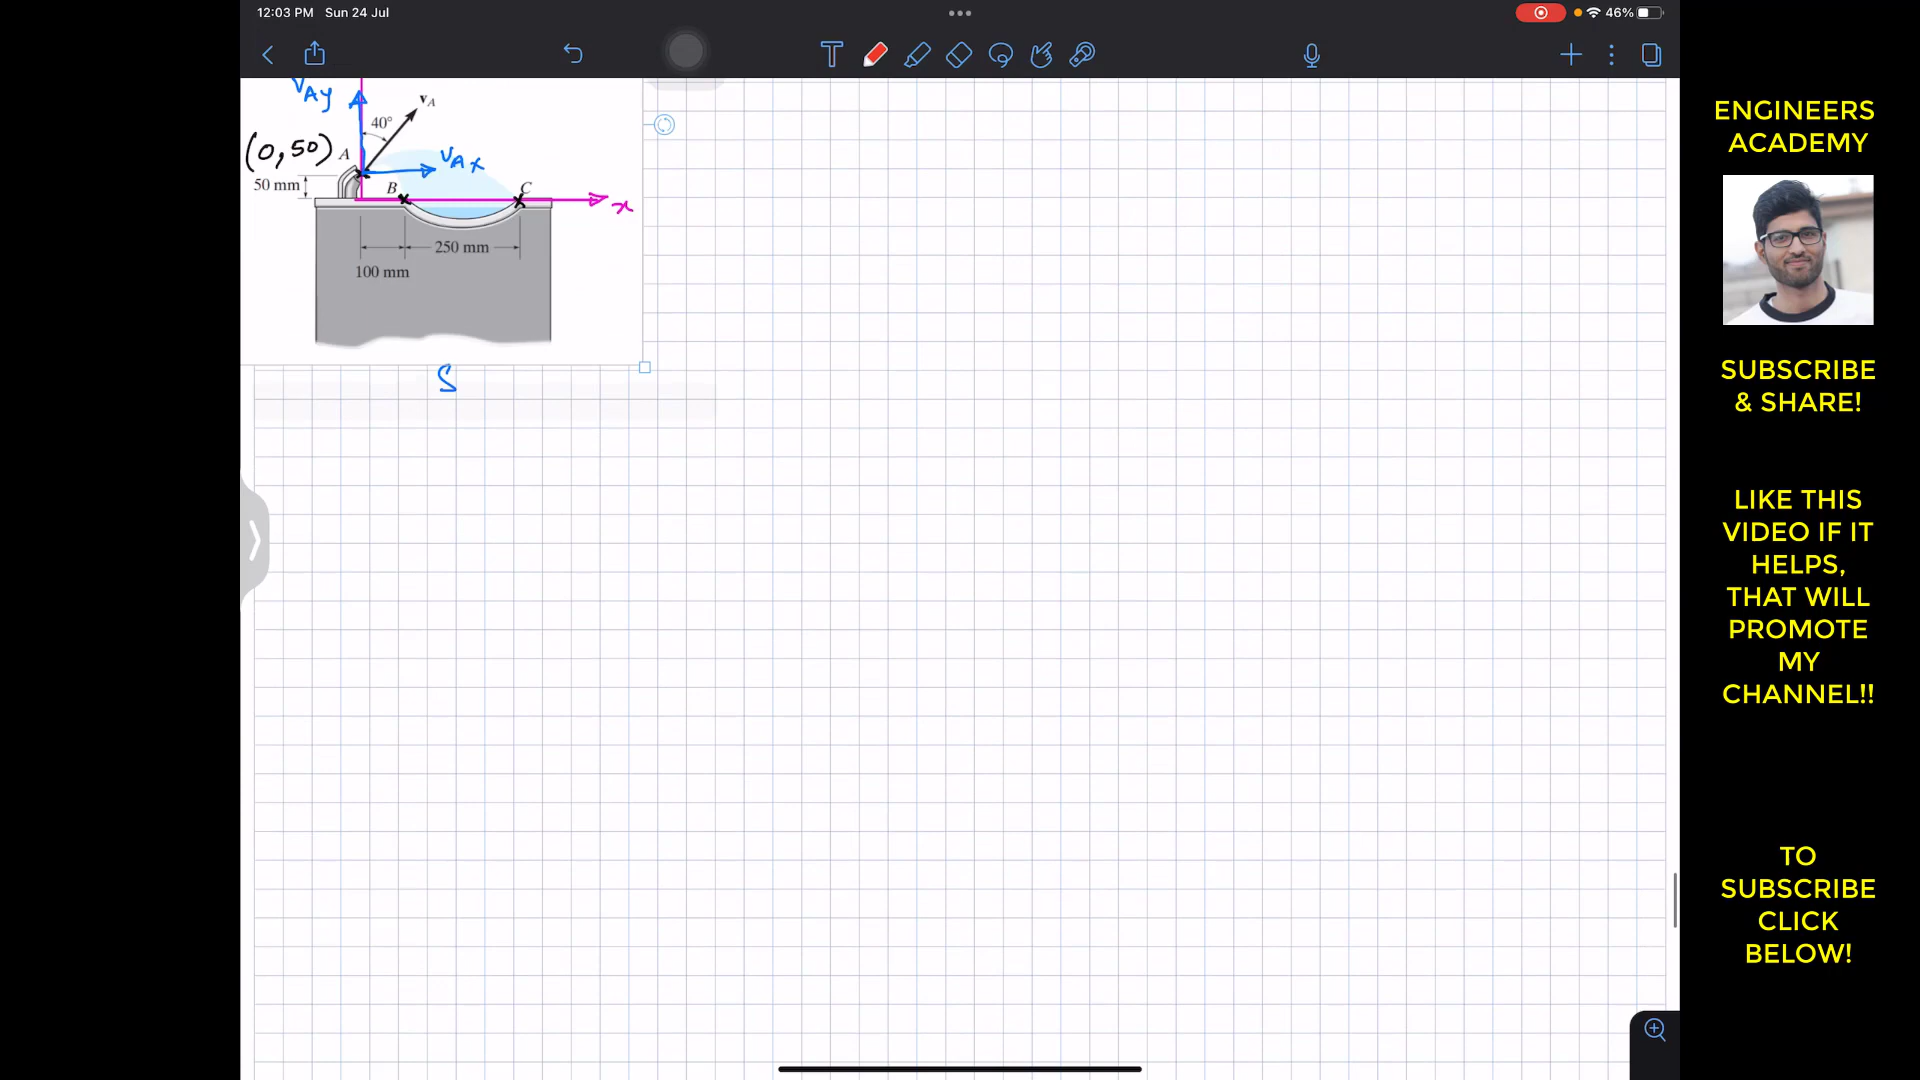 12:03 PM Sun 24 Jul
46%
T
vAy
vA
40°
(0,50) A
vAx
50 mm
B
C
x
250 mm
100 mm
S
ENGINEERS
ACADEMY
SUBSCRIBE
& SHARE!
LIKE THIS
VIDEO IF IT
HELPS,
THAT WILL
PROMOTE
MY
CHANNEL!!
TO
SUBSCRIBE
CLICK
BELOW!